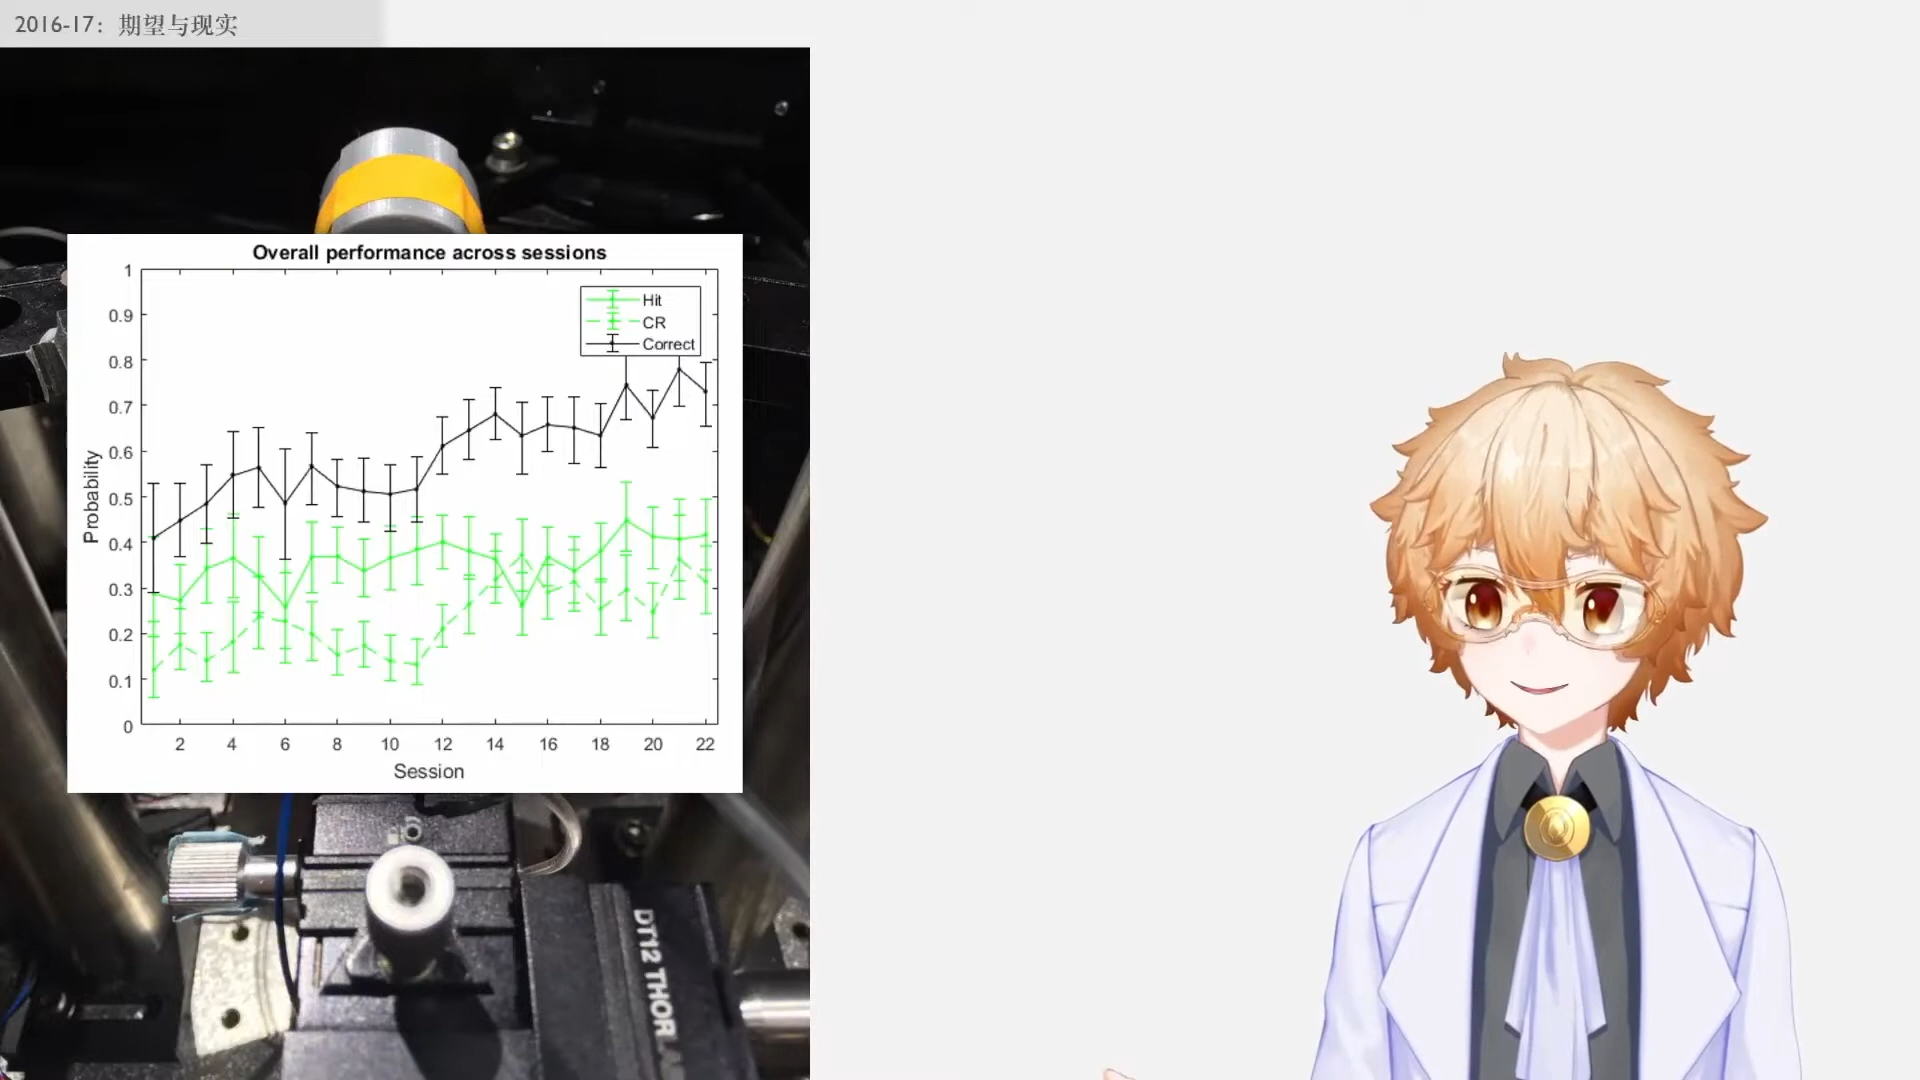 2016-17：期望与现实
Overall performance across sessions
Hit
CR
Correct
Probability
1
0.9
0.8
0.7
0.6
0.5
0.4
0.3
0.2
0.1
0
2 4 6 8 10 12 14 16 18 20 22
Session
DT12 THOR